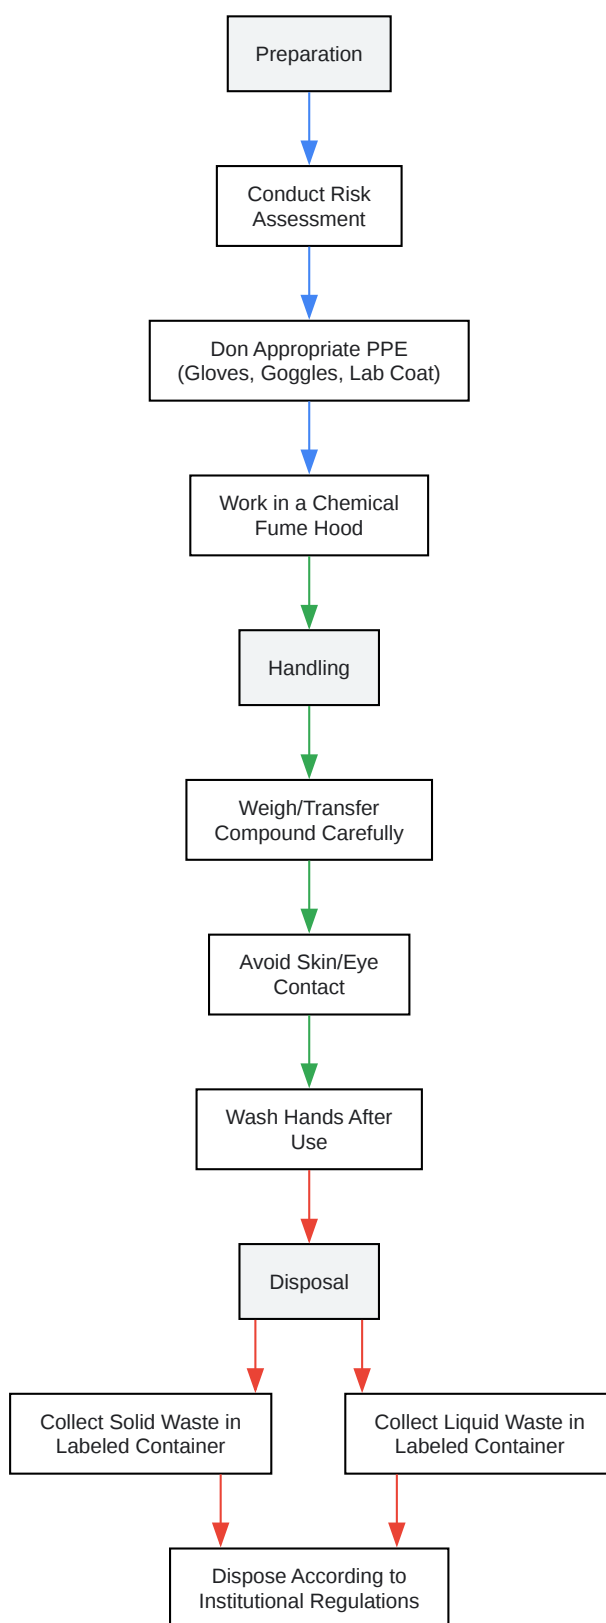 Preparation
Conduct Risk
Assessment
Don Appropriate PPE
(Gloves, Goggles, Lab Coat)
Work in a Chemical
Fume Hood
Handling
Weigh/Transfer
Compound Carefully
Avoid Skin/Eye
Contact
Wash Hands After
Use
Disposal
Collect Solid Waste in
Labeled Container
Collect Liquid Waste in
Labeled Container
Dispose According to
Institutional Regulations